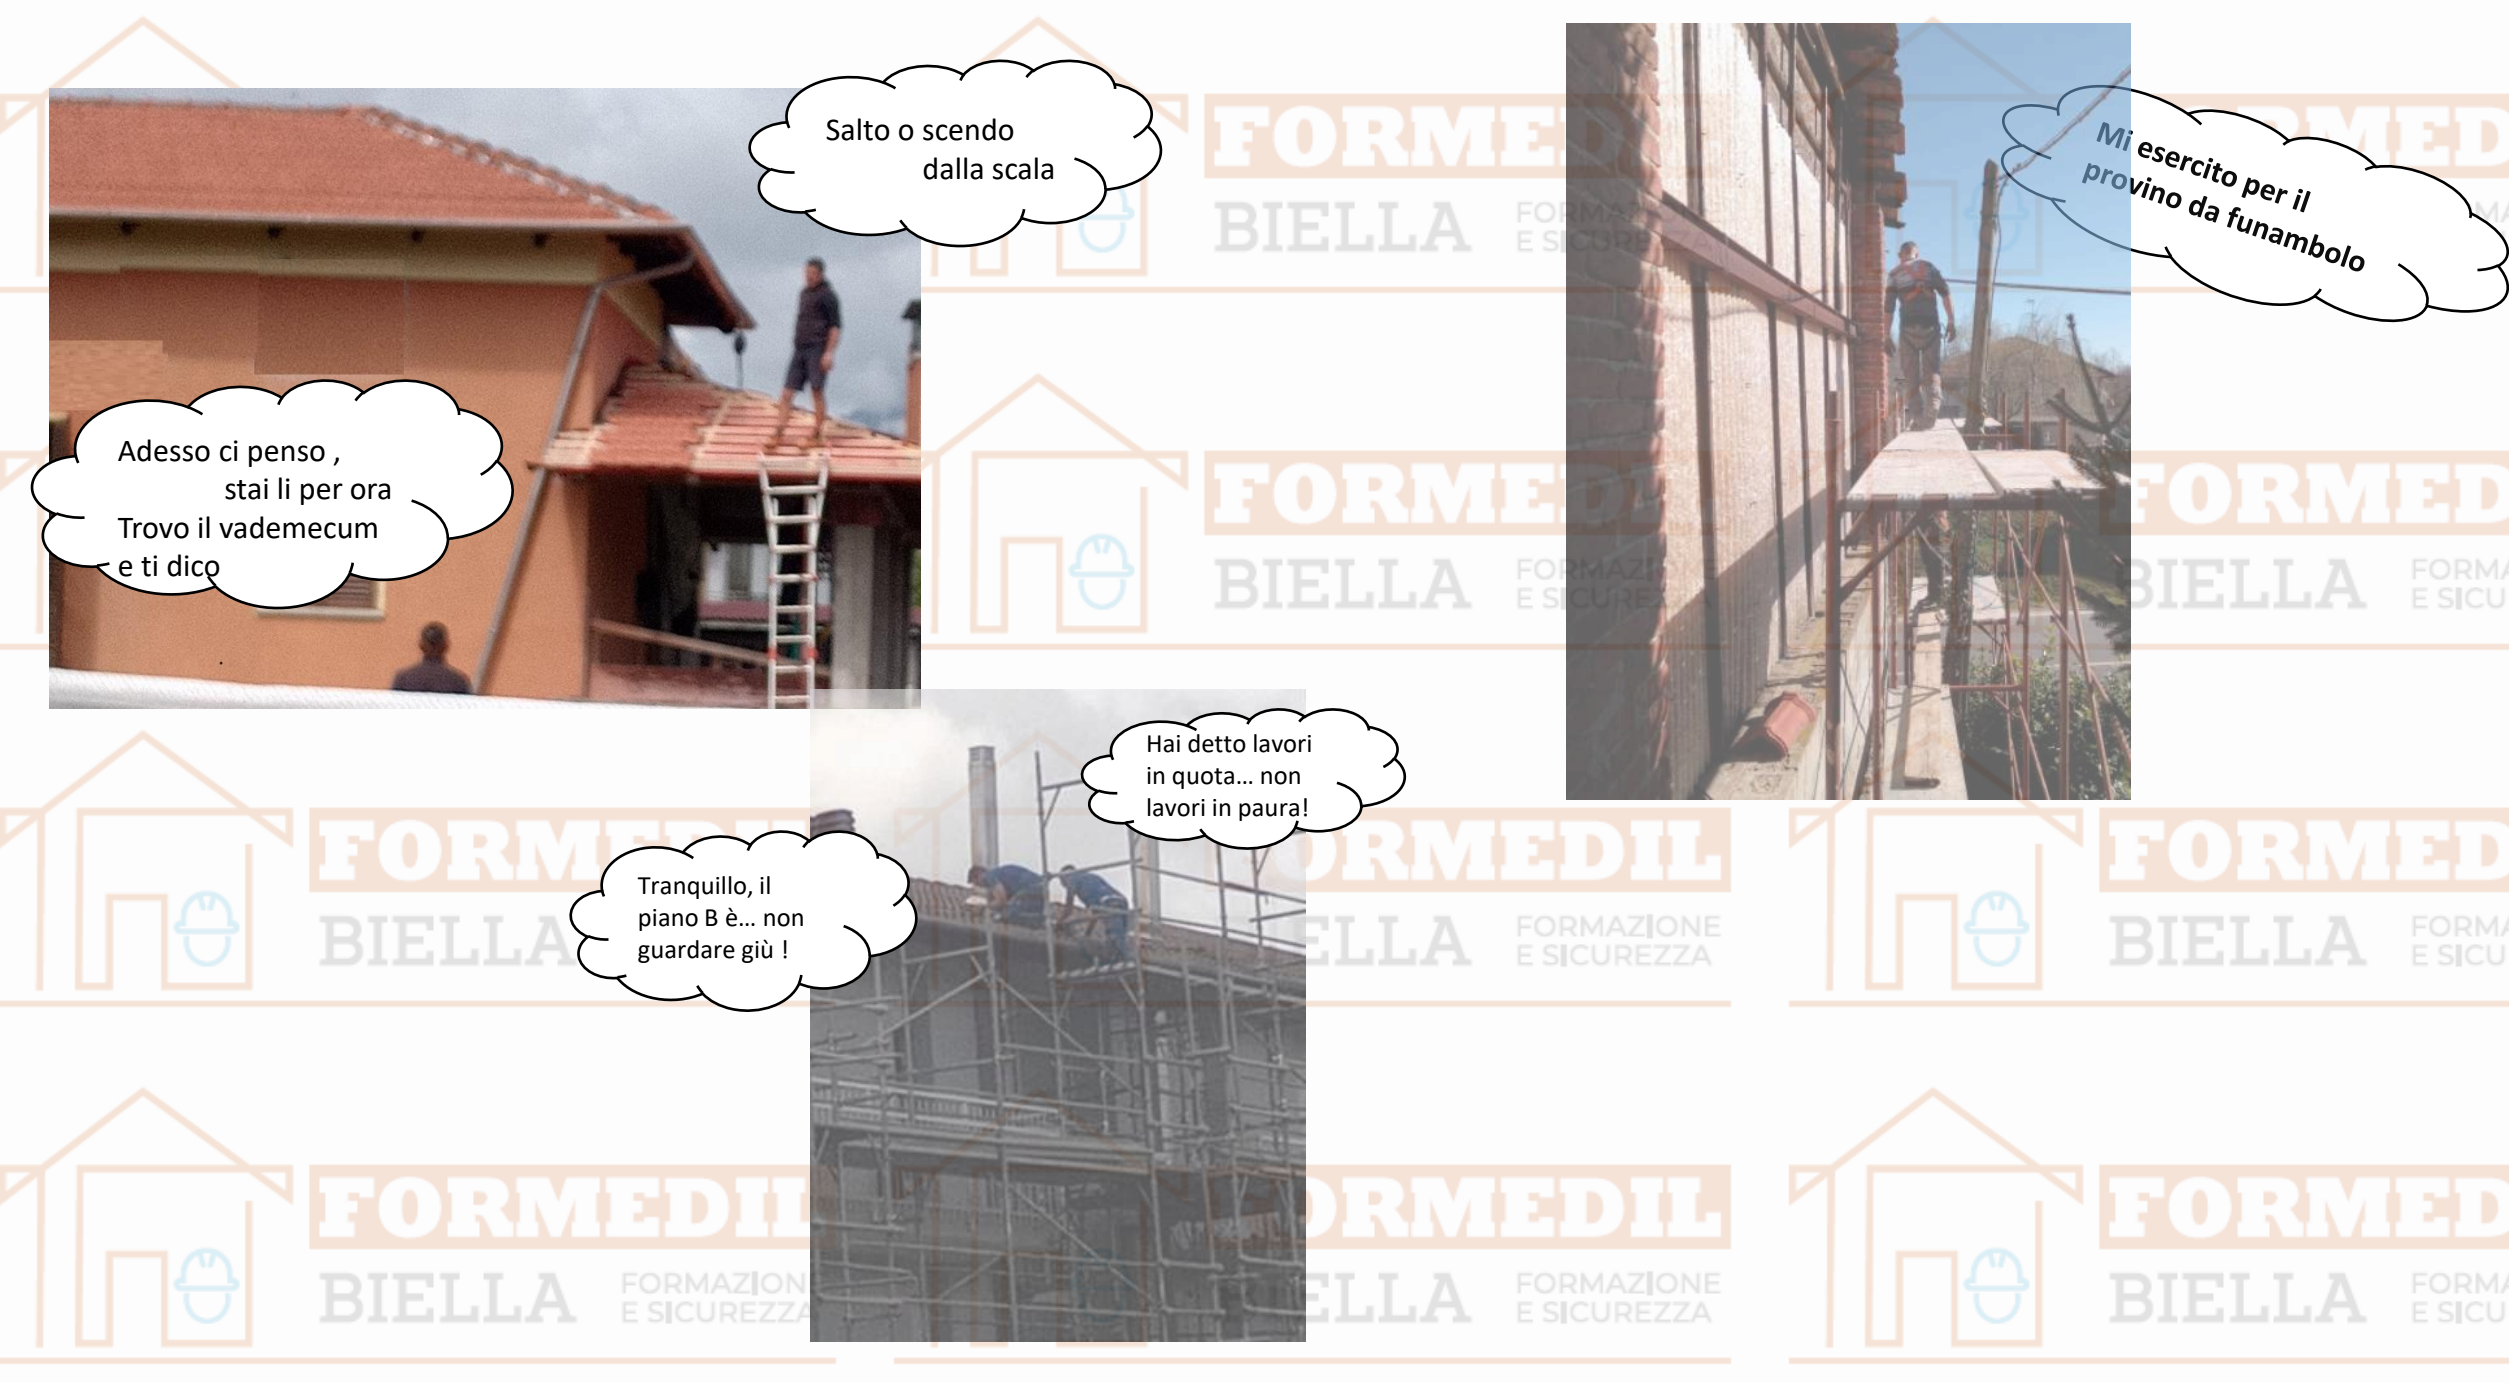 Salto o scendo
dalla scala
Mi esercito per il
provino da funambolo
Adesso ci penso ,
stai li per ora
Trovo il vademecum
e ti dico
Hai detto lavori
in quota... non
lavori in paura!
Tranquillo, il
piano B è... non
guardare giù !
FORMEDIL
BIELLA
FORMAZIONE
E SICUREZZA